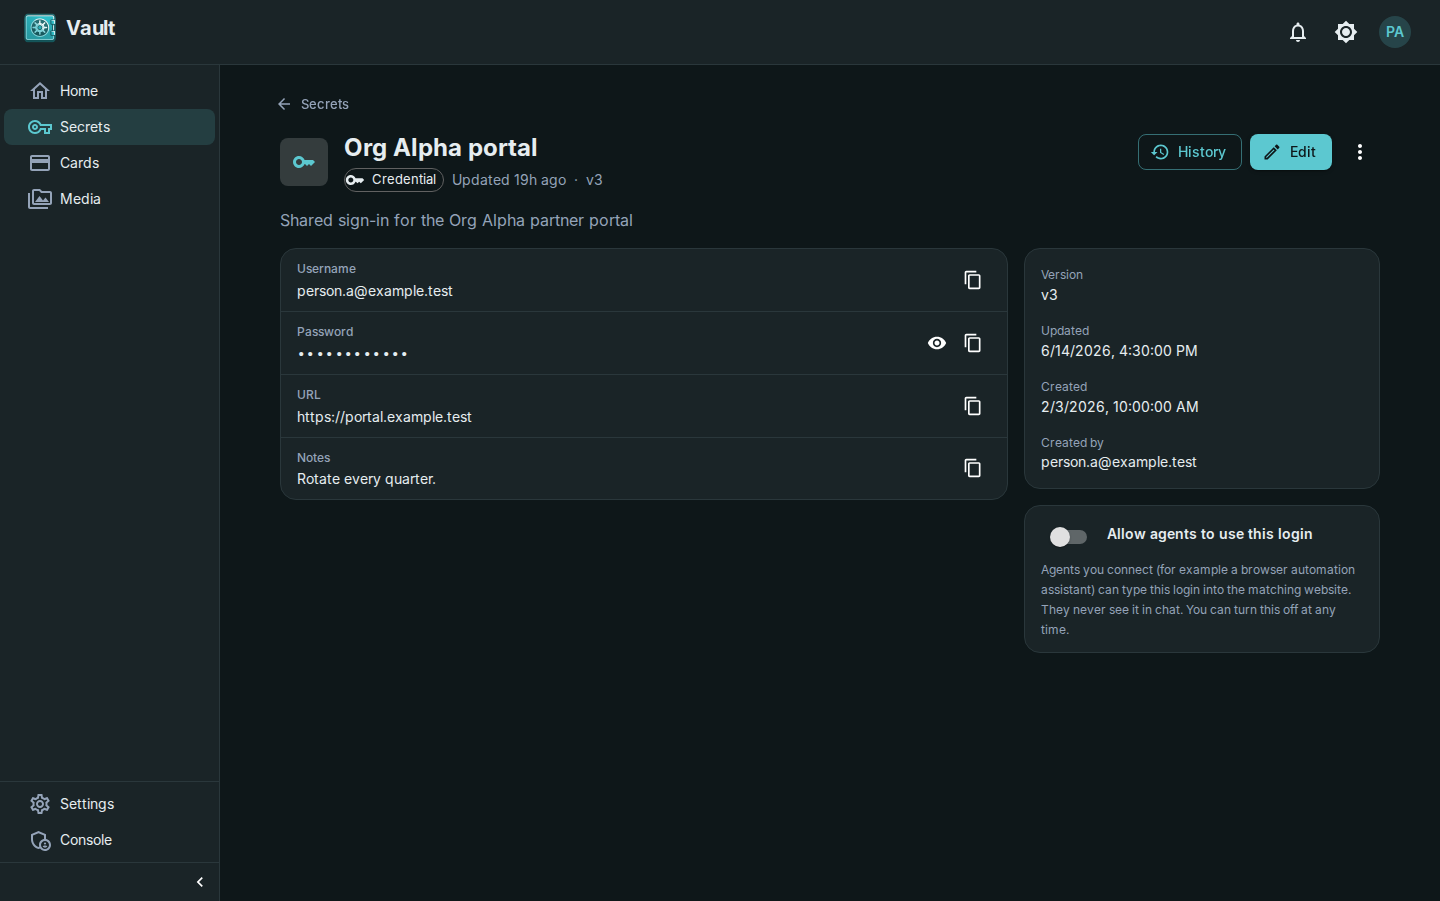 Vault
PA
Home
Secrets
Cards
Media
Settings
Console
Secrets
Org Alpha portal
Credential
Updated 19h ago · v3
History
Edit
Shared sign-in for the Org Alpha partner portal
Username
person.a@example.test
Password
••••••••••••
URL
https://portal.example.test
Notes
Rotate every quarter.
Version
v3
Updated
6/14/2026, 4:30:00 PM
Created
2/3/2026, 10:00:00 AM
Created by
person.a@example.test
Allow agents to use this login
Agents you connect (for example a browser automation
assistant) can type this login into the matching website.
They never see it in chat. You can turn this off at any
time.